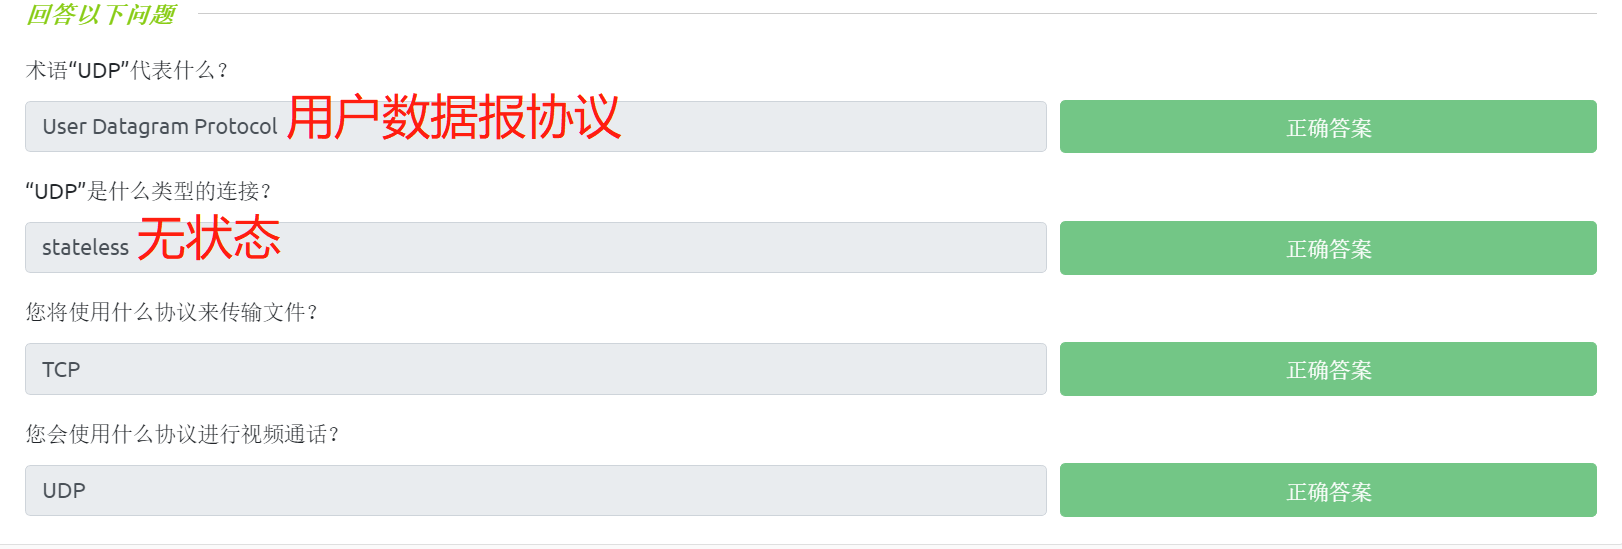 回答以下问题
术语“UDP”代表什么？
User Datagram Protocol 用户数据报协议
正确答案
“UDP”是什么类型的连接？
stateless 无状态
正确答案
您将使用什么协议来传输文件？
TCP
正确答案
您会使用什么协议进行视频通话？
UDP
正确答案